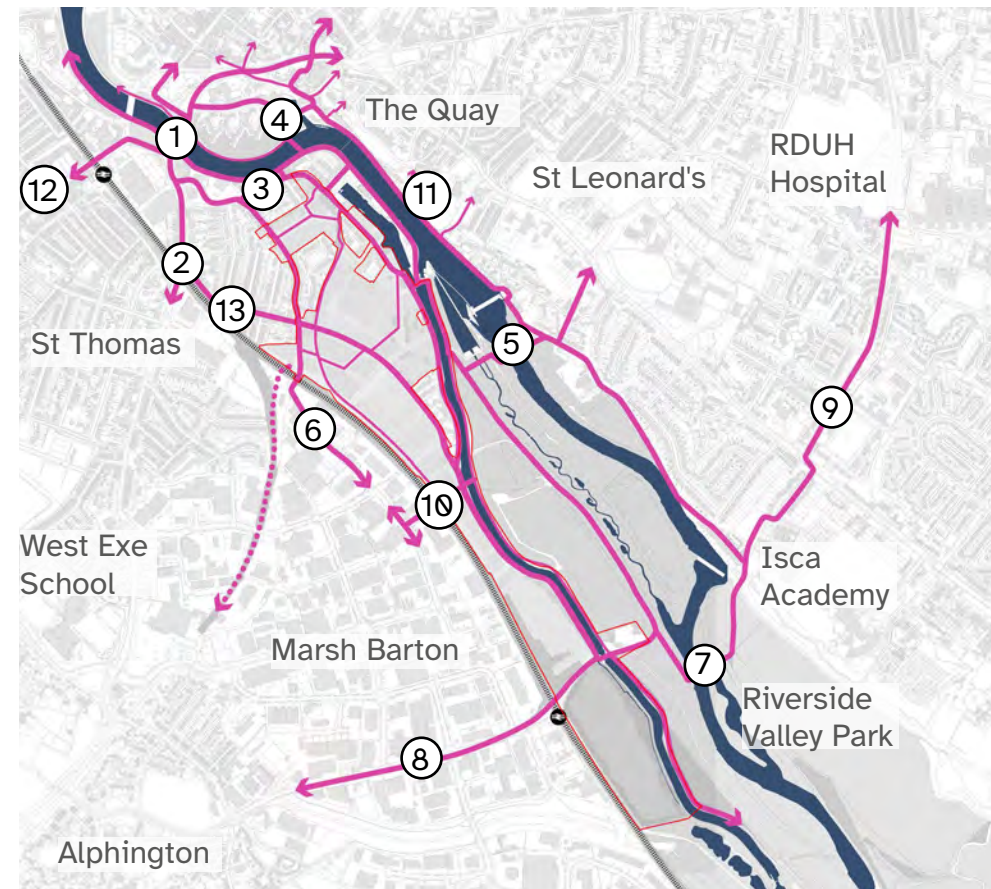 The Quay
RDUH
Hospital
St Leonard's
1
4
12
3
11
2
13
St Thomas
5
6
9
10
West Exe
School
Isca
Academy
Marsh Barton
7
Riverside
Valley Park
8
Alphington